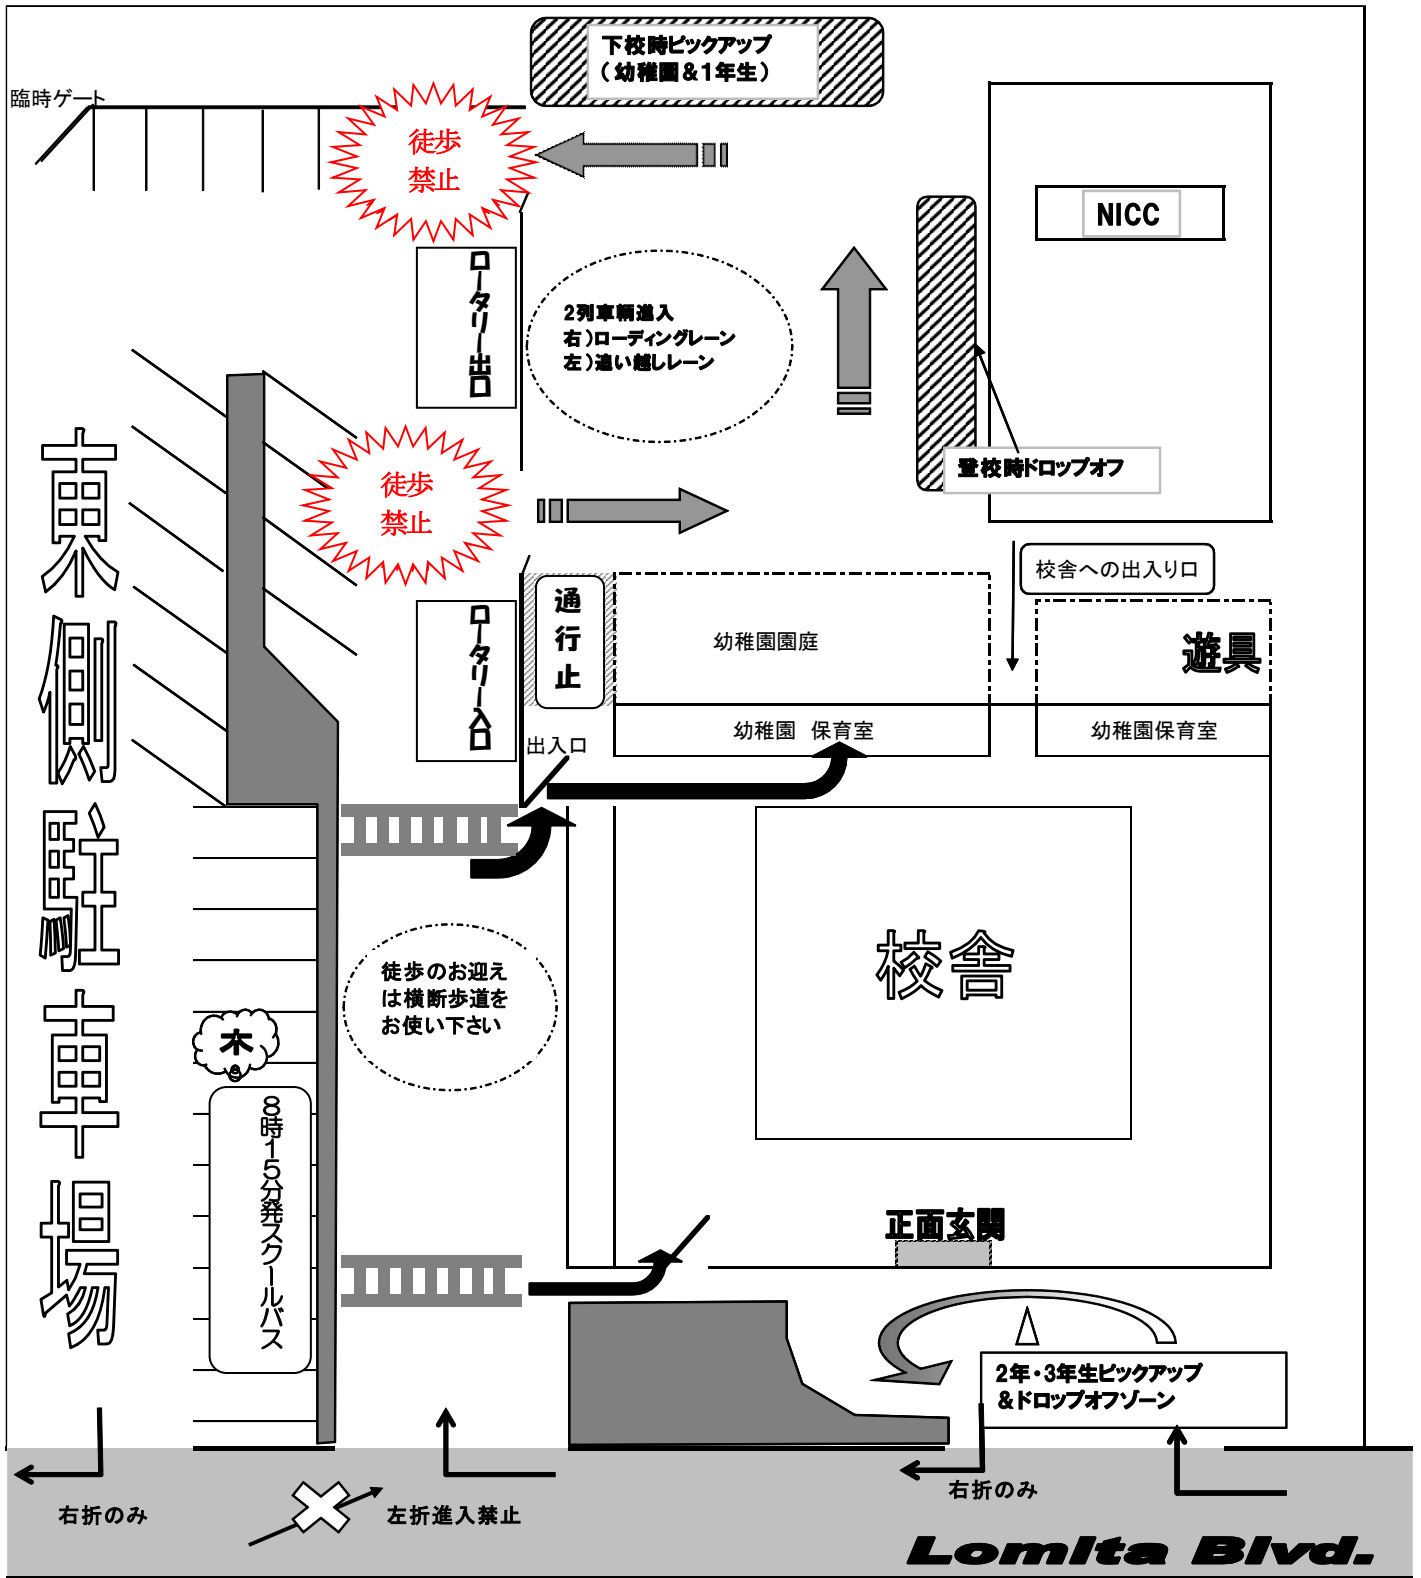 下校時ピックアップ
（幼稚園＆1年生）
臨時ゲート
徒歩
禁止
NICC
ロータリー出口
2列車輌進入
右）ローディングレーン
左）追い越しレーン
登校時ドロップオフ
徒歩
禁止
校舎への出入り口
通
行
止
ロータリー入口
幼稚園園庭
遊具
幼稚園　保育室
幼稚園保育室
出入口
東側駐車場
校舎
徒歩のお迎え
は横断歩道を
お使い下さい
木
8
8時15分発スクールバス
正面玄関
2年・3年生ピックアップ
＆ドロップオフゾーン
右折のみ
左折進入禁止
右折のみ
Lomita Blvd.